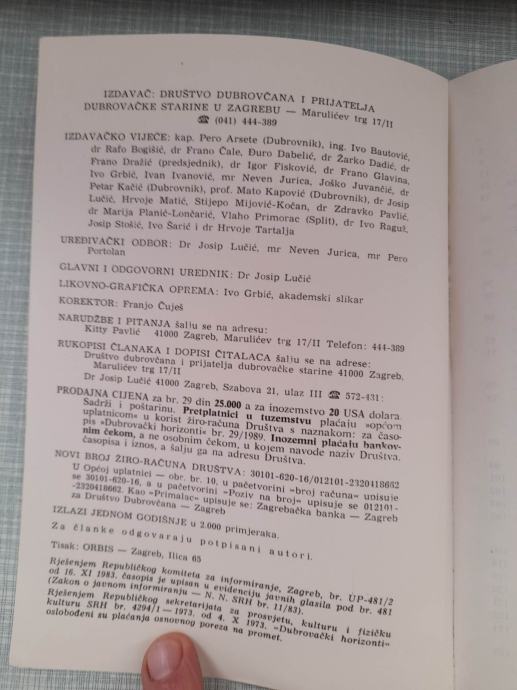 IZDAVAČ: DRUŠTVO DUBROVČANA I PRIJATELJA
DUBROVAČKE STARINE U ZAGREBU — Marulićev trg 17/II
☎ (041) 444-389
IZDAVAČKO VIJEĆE: kap. Pero Arsete (Dubrovnik), ing. Ivo Bautović,
dr Rafo Bogišić, dr Frano Čale, Đuro Dabelić, dr Žarko Dadić, dr
Frano Dražić (predsjednik), dr Igor Fisković, dr Frano Glavina,
Ivo Grbić, Ivan Ivanović, mr Neven Jurica, Joško Juvančić, dr
Petar Kačić (Dubrovnik), prof. Mato Kapović (Dubrovnik), dr Josip
Lučić, Hrvoje Matić, Stijepo Mijović-Kočan, dr Zdravko Pavlić,
dr Marija Planić-Lončarić, Vlaho Primorac (Split), dr Ivo Raguž,
Josip Stošić, Ivo Šarić i dr Hrvoje Tartalja
UREĐIVAČKI ODBOR: Dr Josip Lučić, mr Neven Jurica, mr Pero
Portolan
GLAVNI I ODGOVORNI UREDNIK: Dr Josip Lučić
LIKOVNO-GRAFIČKA OPREMA: Ivo Grbić, akademski slikar
KOREKTOR: Franjo Čuješ
NARUDŽBE I PITANJA šalju se na adresu:
Kitty Pavlić 41000 Zagreb, Marulićev trg 17/II Telefon: 444-389
RUKOPISI ČLANAKA I DOPISI ČITALACA šalju se na adrese:
Društvo dubrovčana i prijatelja dubrovačke starine 41000 Zagreb,
Marulićev trg 17/II
Dr Josip Lučić 41000 Zagreb, Szabova 21, ulaz III ☎ 572-431:
PRODAJNA CIJENA za br. 29 din 25.000 a za inozemstvo 20 USA dolara.
Sadrži i poštarinu. Pretplatnici u tuzemstvu plaćaju »općom
uplatnicom« u korist žiro-računa Društva s naznakom: za časo-
pis »Dubrovački horizonti« br. 29/1989. Inozemni plaćaju bankov-
nim čekom, a ne osobnim čekom, u kojem navode naziv Društva,
časopisa i iznos, a šalju ga na adresu Društva.
NOVI BROJ ŽIRO-RAČUNA DRUŠTVA: 30101-620-16/012101-2320418662
U Općoj uplatnici — obr. br. 10, u pačetvorini »broj računa« upisuje
se 30101-620-16, a u pačetvorini »Poziv na broj« upisuje se 012101-
-2320418662. Kao »Primalac« upisuje se: Zagrebačka banka — Zagreb
za Društvo Dubrovčana — Zagreb
IZLAZI JEDNOM GODIŠNJE u 2.000 primjeraka.
Za članke odgovaraju potpisani autori.
Tisak: ORBIS — Zagreb, Ilica 65
Rješenjem Republičkog komiteta za informiranje, Zagreb, br. UP-481/2
od 16. XI 1983. časopis je upisan u evidenciju javnih glasila pod br. 481
(Zakon o javnom informiranju — N. N. SRH br. 11/83).
Rješenjem Republičkog sekretarijata za prosvjetu, kulturu i fizičku
kulturu SRH br. 4294/1 — 1973. od 4. X 1973. »Dubrovački horizonti«
oslobođeni su plaćanja osnovnog poreza na promet.